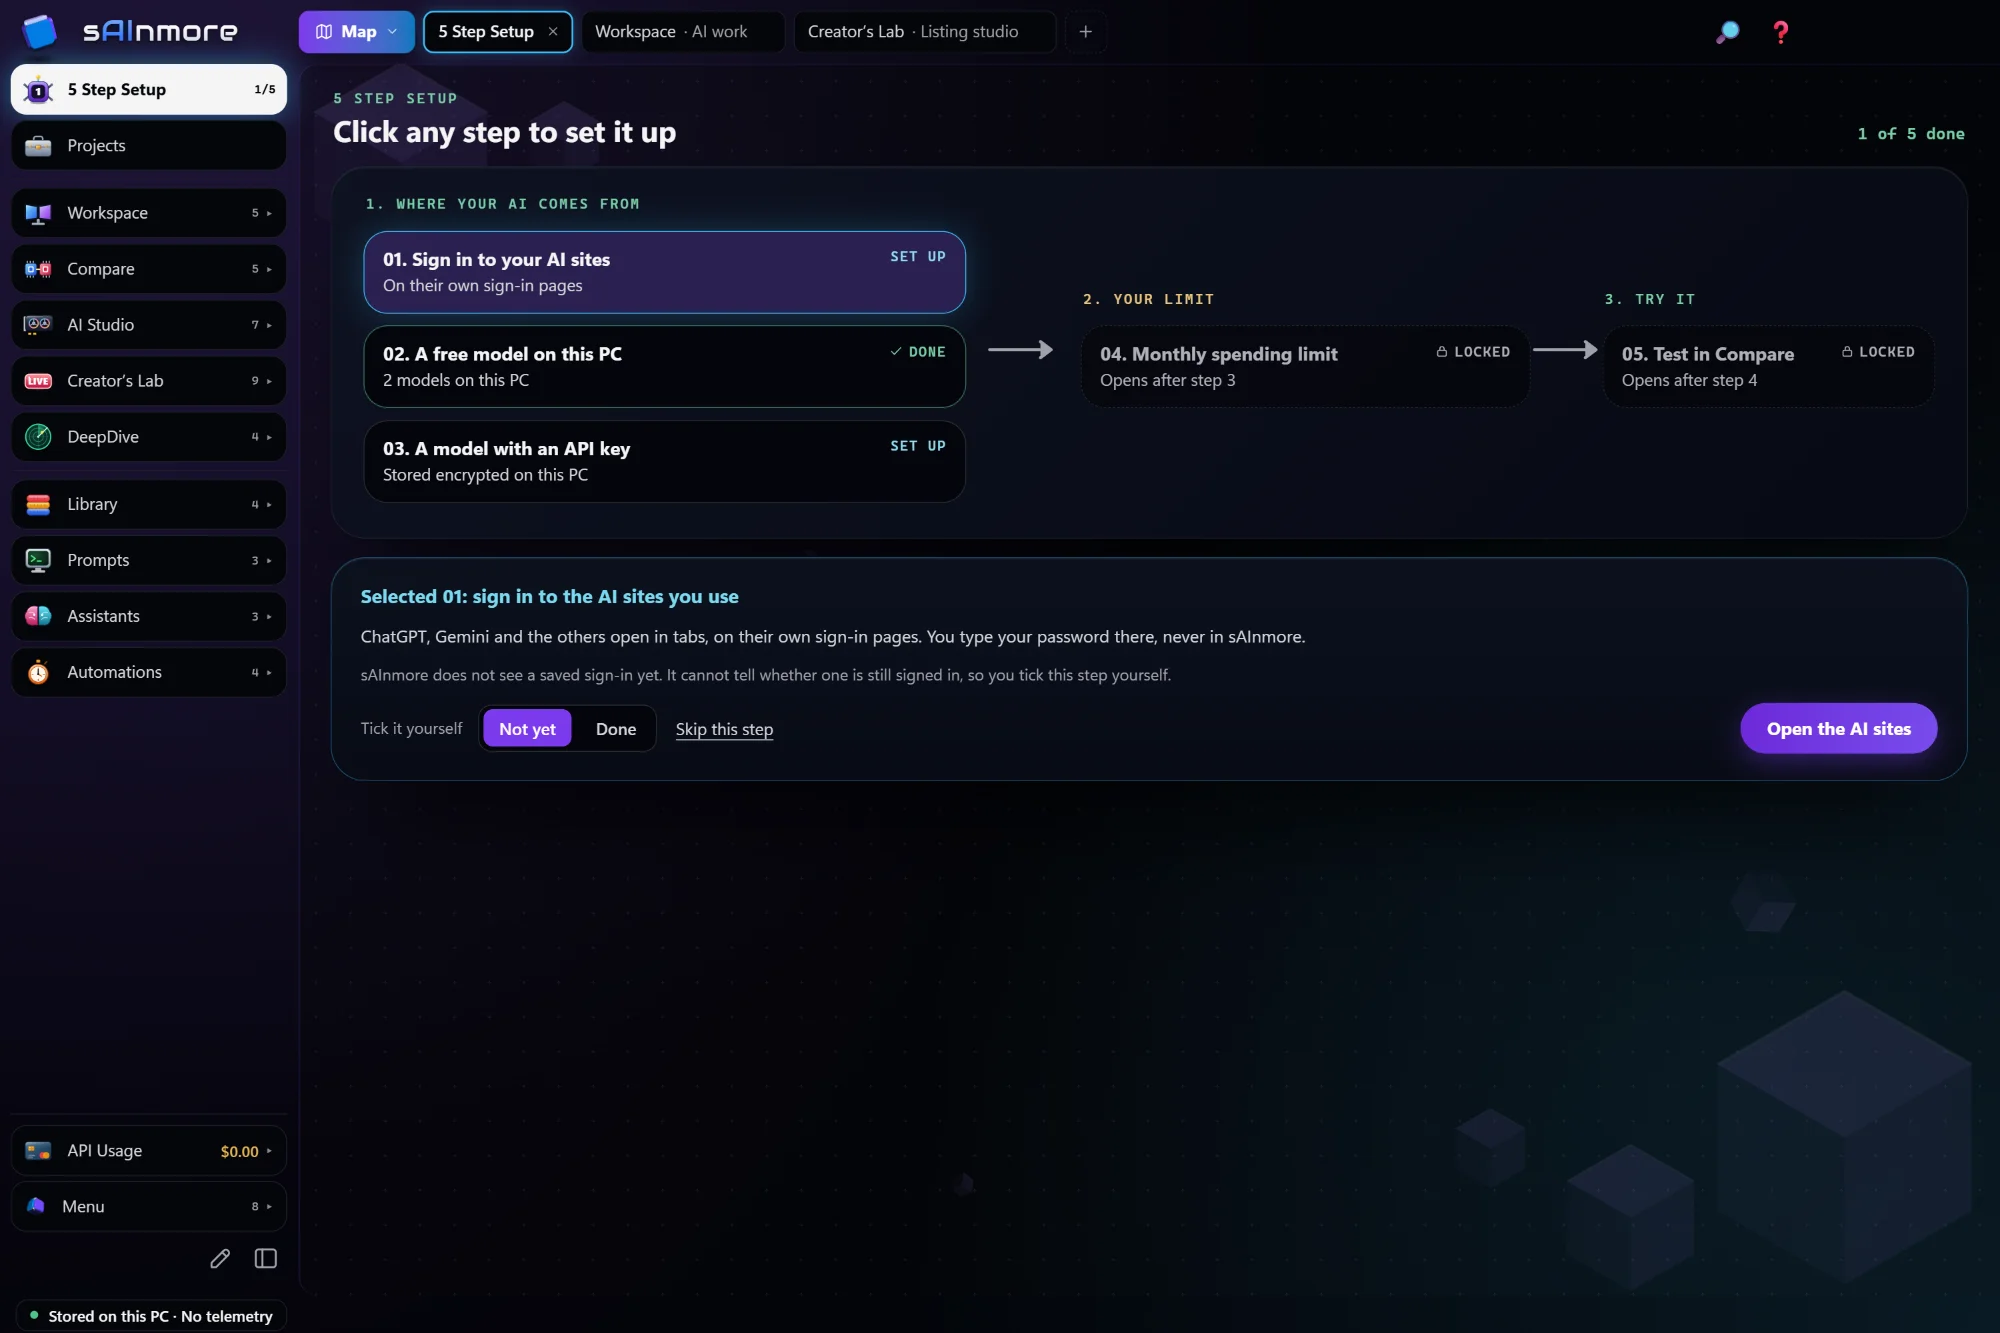 sAInmore
Map
5 Step Setup
Workspace · AI work
Creator's Lab · Listing studio
5 Step Setup 1/5
Projects
Workspace 5
Compare 5
AI Studio 7
LIVE Creator's Lab 9
DeepDive 4
Library 4
Prompts 3
Assistants 3
Automations 4
API Usage $0.00
Menu 8
Stored on this PC · No telemetry
5 STEP SETUP
Click any step to set it up
1 of 5 done
1. WHERE YOUR AI COMES FROM
01. Sign in to your AI sites SET UP
On their own sign-in pages
02. A free model on this PC ✓ DONE
2 models on this PC
03. A model with an API key SET UP
Stored encrypted on this PC
2. YOUR LIMIT
04. Monthly spending limit LOCKED
Opens after step 3
3. TRY IT
05. Test in Compare LOCKED
Opens after step 4
Selected 01: sign in to the AI sites you use
ChatGPT, Gemini and the others open in tabs, on their own sign-in pages. You type your password there, never in sAInmore.
sAInmore does not see a saved sign-in yet. It cannot tell whether one is still signed in, so you tick this step yourself.
Tick it yourself Not yet Done Skip this step
Open the AI sites